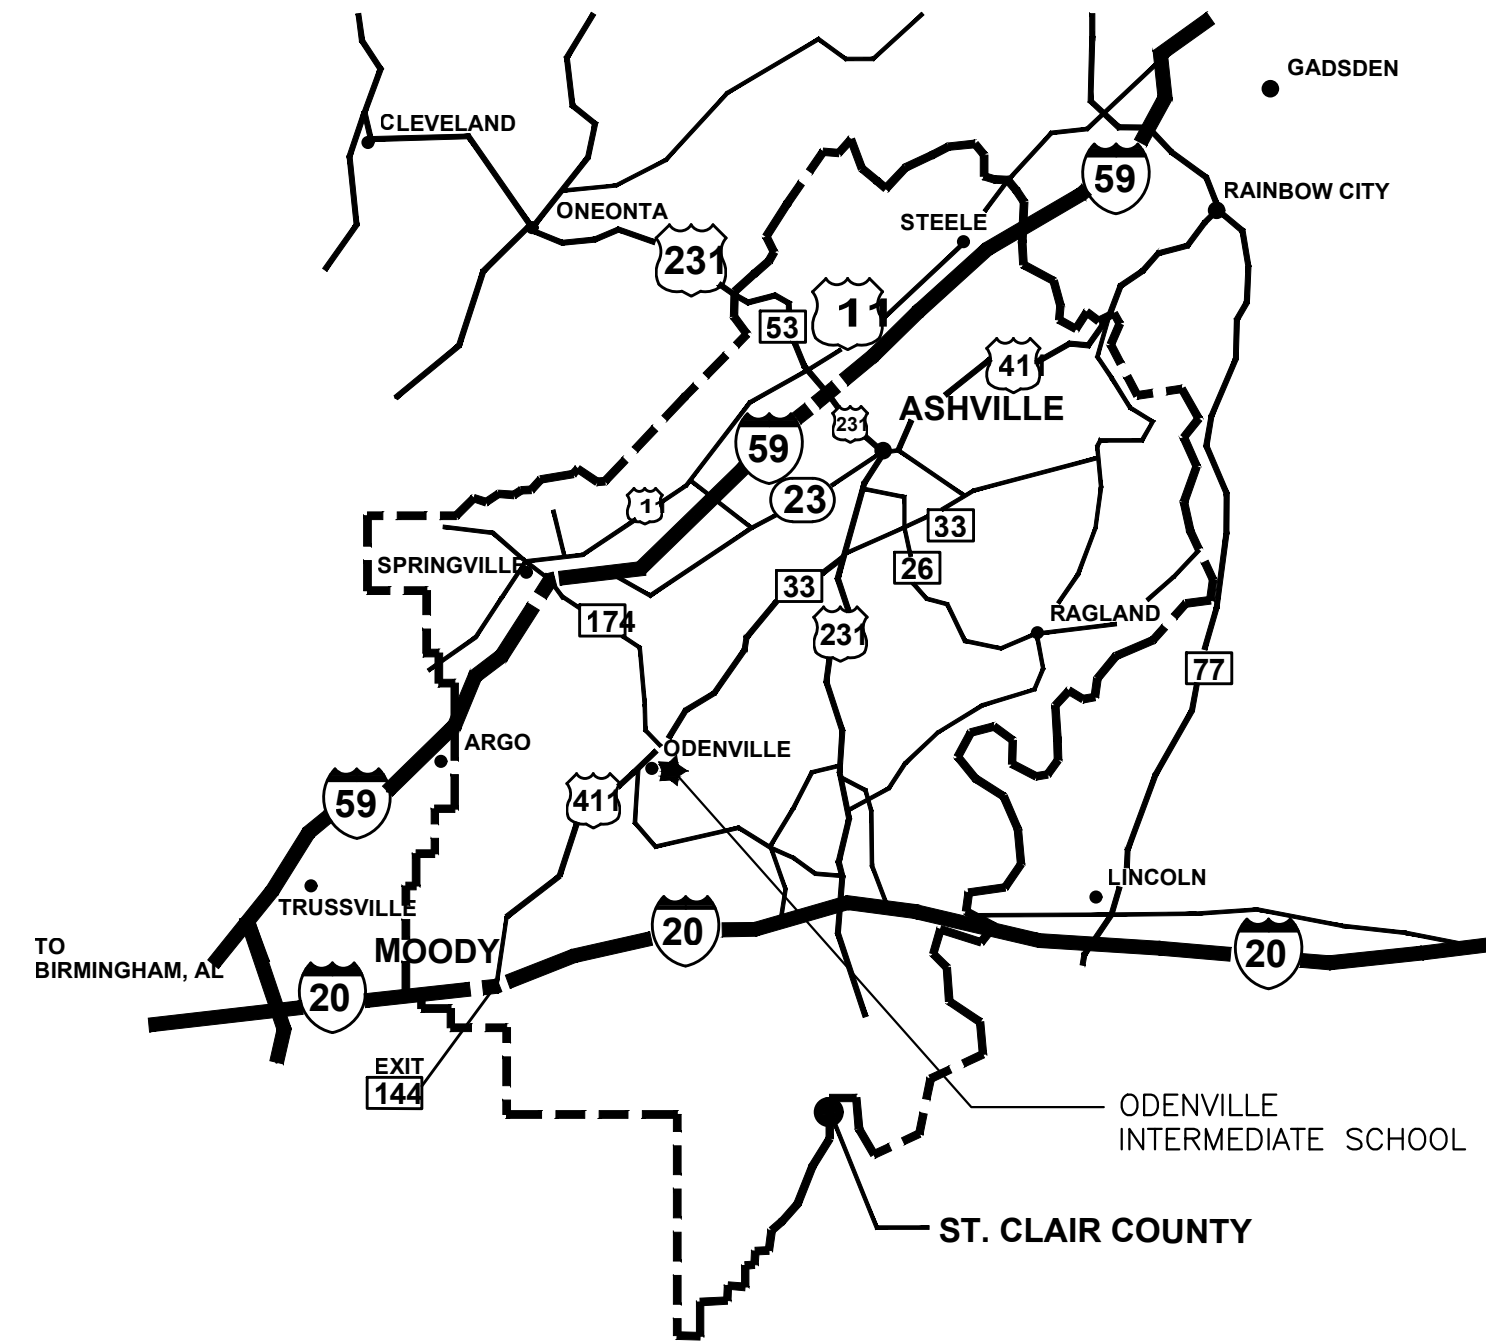 GADSDEN
CLEVELAND
59
RAINBOW CITY
ONEONTA
STEELE
231
11
53
411
ASHVILLE
231
59
23
11
33
SPRINGVILLE
26
33
174
RAGLAND
231
77
ARGO
ODENVILLE
59
411
LINCOLN
TRUSSVILLE
20
TO
BIRMINGHAM, AL
MOODY
20
20
EXIT
144
ODENVILLE
INTERMEDIATE SCHOOL
ST. CLAIR COUNTY